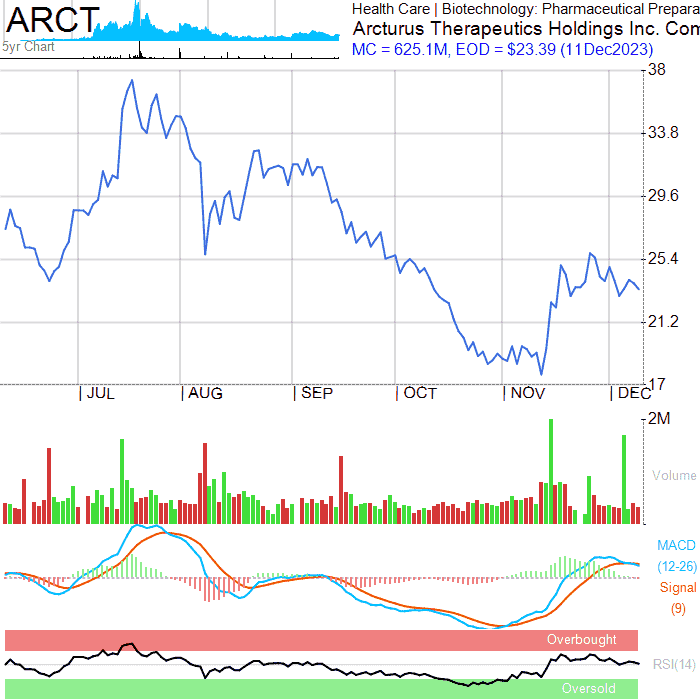 ARCT
5yr Chart
Health Care | Biotechnology: Pharmaceutical Prepara
Arcturus Therapeutics Holdings Inc. Com
MC = 625.1M, EOD = $23.39 (11Dec2023)
38
33.8
29.6
25.4
21.2
17
JUL
AUG
SEP
OCT
NOV
DEC
2M
Volume
MACD
(12-26)
Signal
(9)
Overbought
RSI(14)
Oversold